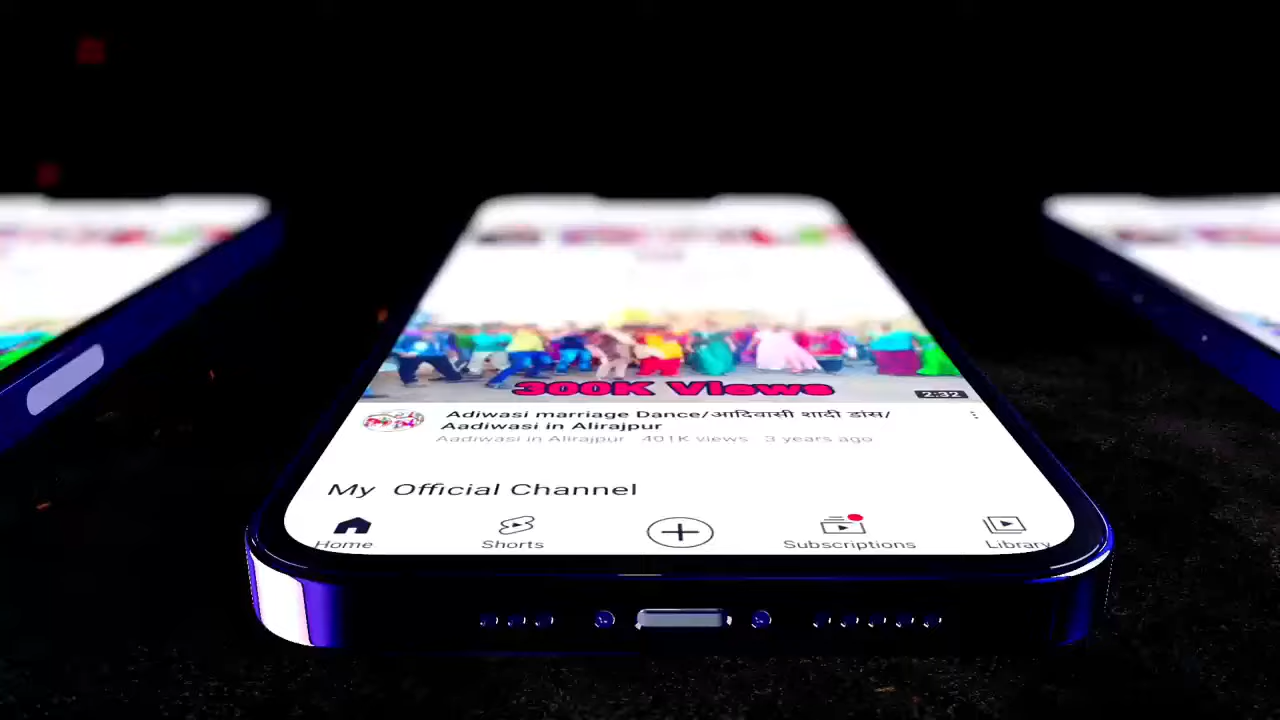 300K Views
2:32
Adiwasi marriage Dance/आदिवासी शादी डांस/
Aadiwasi in Alirajpur
Aadiwasi in Alirajpur 401K views 3 years ago
My Official Channel
Home Shorts Subscriptions Library